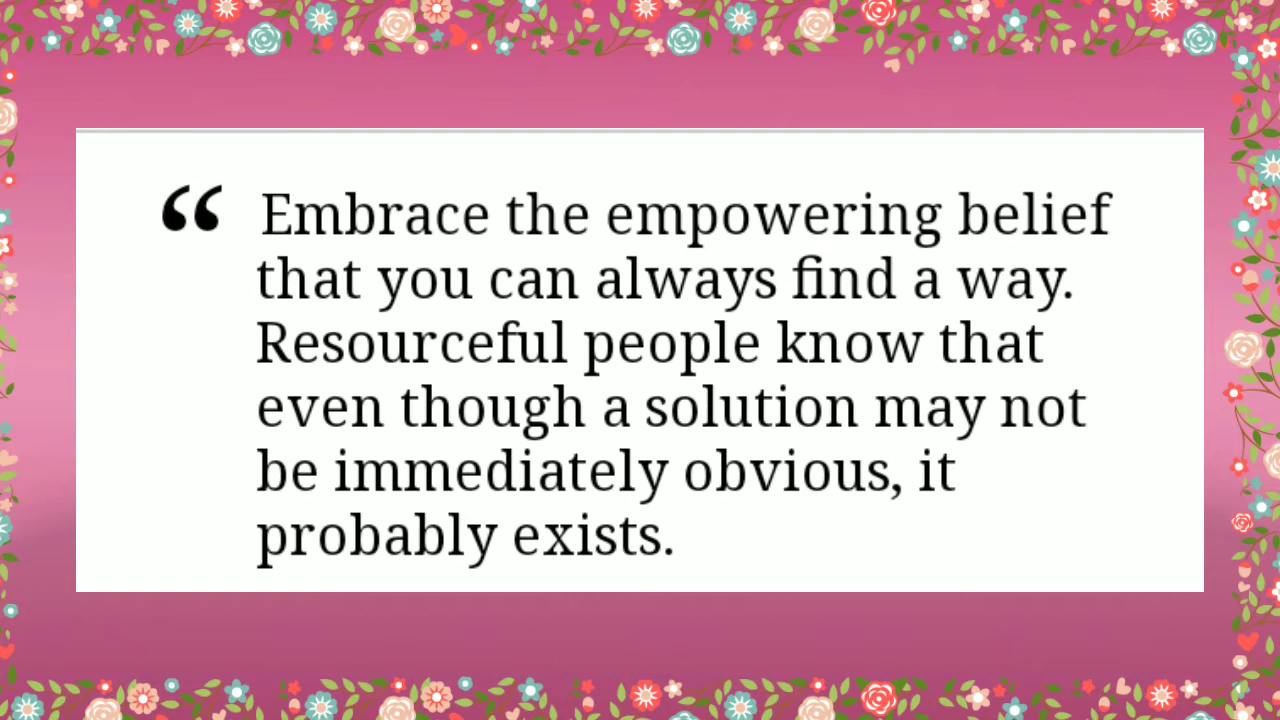 “ Embrace the empowering belief
that you can always find a way.
Resourceful people know that
even though a solution may not
be immediately obvious, it
probably exists.